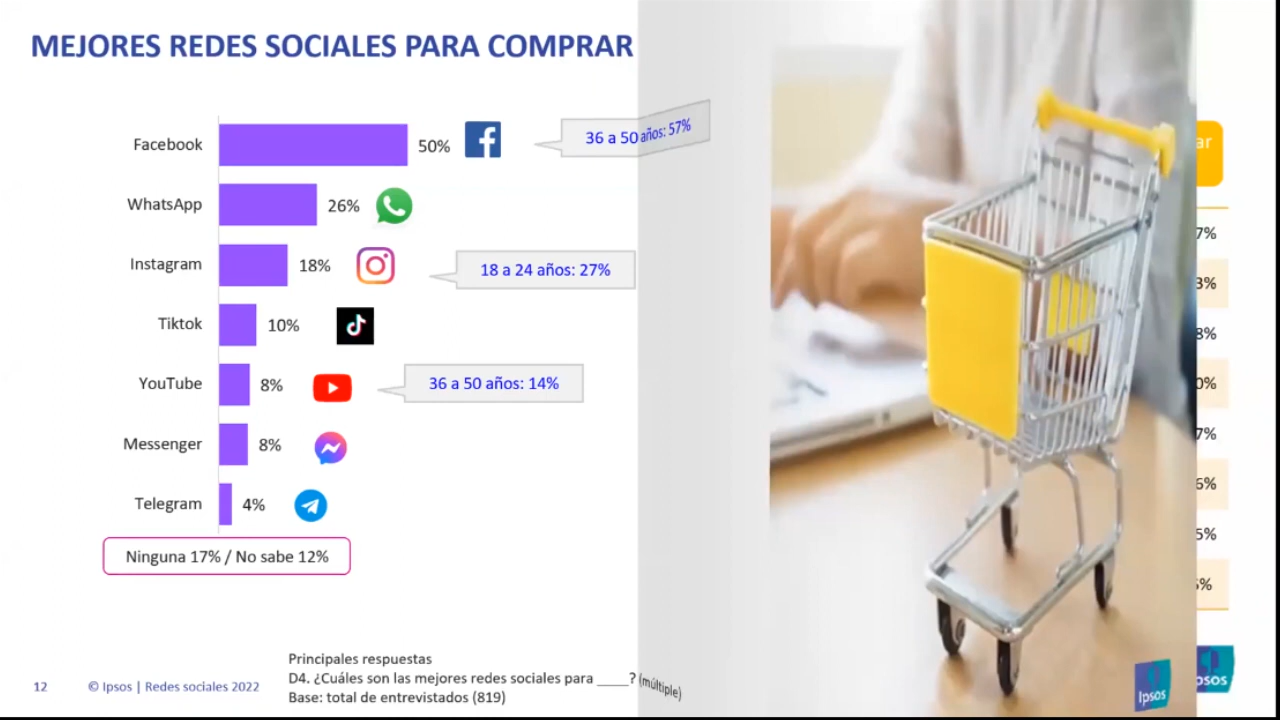 MEJORES REDES SOCIALES PARA COMPRAR
Facebook 50%
36 a 50 años: 57%
WhatsApp 26%
Instagram 18%
18 a 24 años: 27%
Tiktok 10%
YouTube 8%
36 a 50 años: 14%
Messenger 8%
Telegram 4%
Ninguna 17% / No sabe 12%
Principales respuestas
D4. ¿Cuáles son las mejores redes sociales para ____? (múltiple)
Base: total de entrevistados (819)
12 © Ipsos | Redes sociales 2022
Ipsos